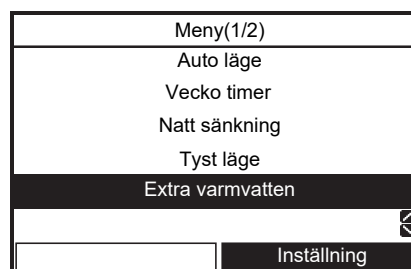 Meny(1/2)
Auto läge
Vecko timer
Natt sänkning
Tyst läge
Extra varmvatten
Inställning